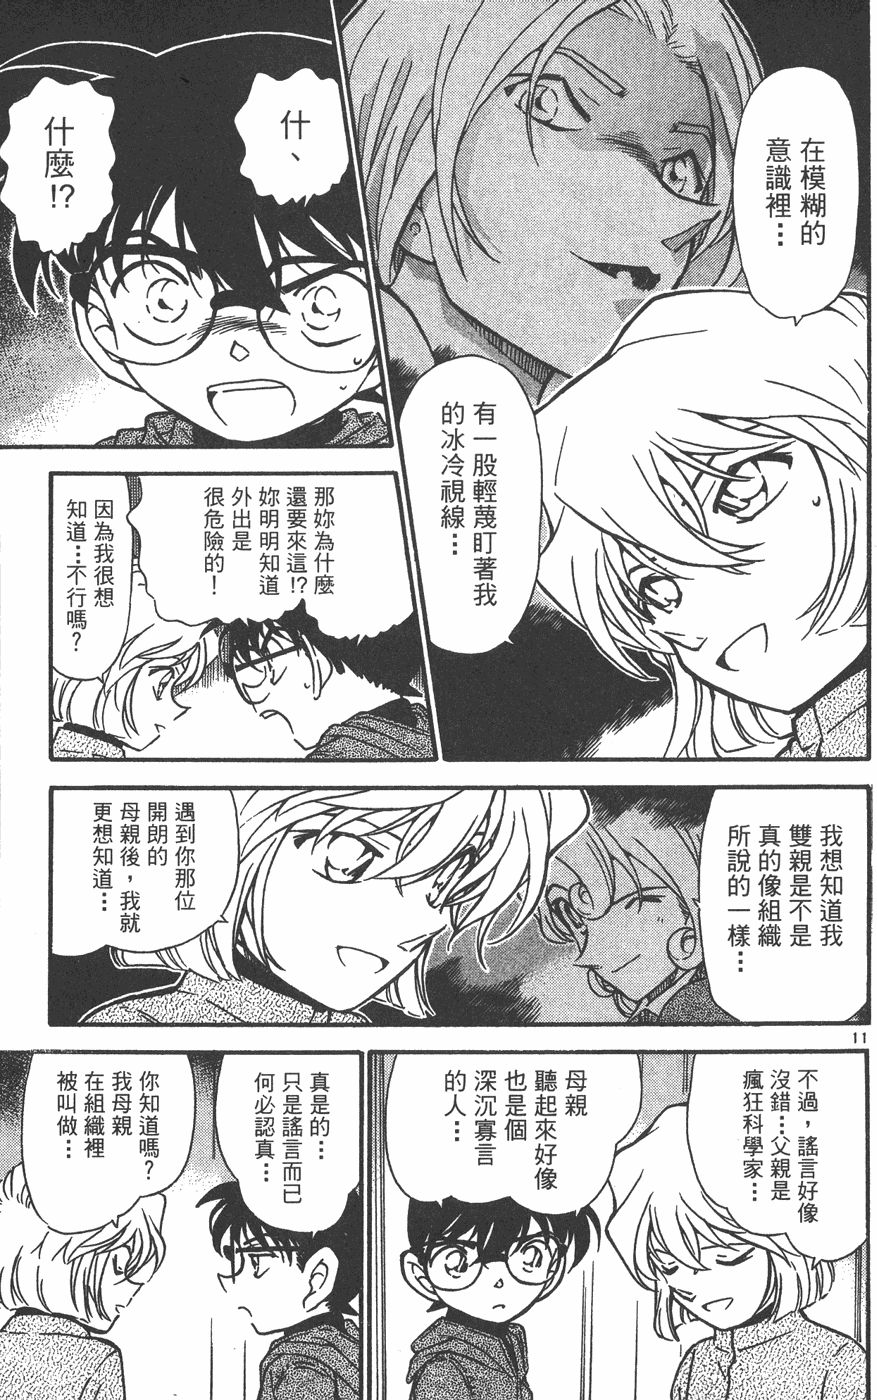 在模糊的
意識裡…
有一股輕蔑盯著我
的冰冷視線…
什、
什麼!?
那妳為什麼
還要來這!?
妳明明知道
外出是
很危險的!
因為我很想
知道…不行嗎?
我想知道我
雙親是不是
真的像組織
所說的一樣…
遇到你那位
開朗的
母親後，我就
更想知道…
11
不過，謠言好像
沒錯…父親是
瘋狂科學家…
母親
聽起來好像
也是個
深沉寡言
的人…
真是的…
只是謠言而已
何必認真…
你知道嗎?
我母親
在組織裡
被叫做…